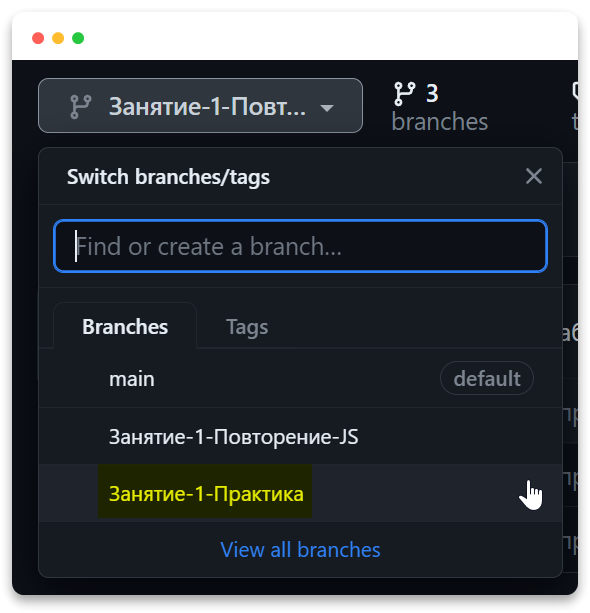 Занятие-1-Повт...
3
branches
Switch branches/tags
Find or create a branch...
Branches
Tags
main
default
Занятие-1-Повторение-JS
Занятие-1-Практика
View all branches